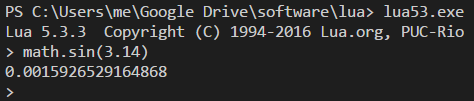 PS C:\Users\me\Google Drive\software\lua> lua53.exe
Lua 5.3.3  Copyright (C) 1994-2016 Lua.org, PUC-Rio
> math.sin(3.14)
0.0015926529164868
>